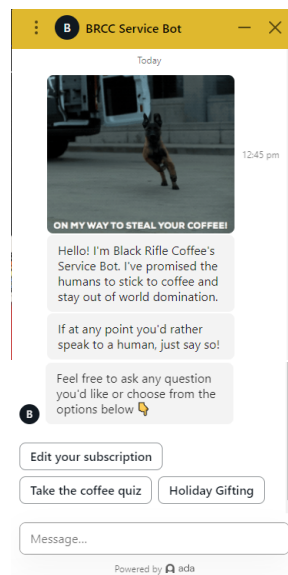 B BRCC Service Bot
Today
12:45 pm
ON MY WAY TO STEAL YOUR COFFEE!
Hello! I'm Black Rifle Coffee's
Service Bot. I've promised the
humans to stick to coffee and
stay out of world domination.
If at any point you'd rather
speak to a human, just say so!
Feel free to ask any question
you'd like or choose from the
options below 👇
B
Edit your subscription
Take the coffee quiz
Holiday Gifting
Message...
Powered by ada